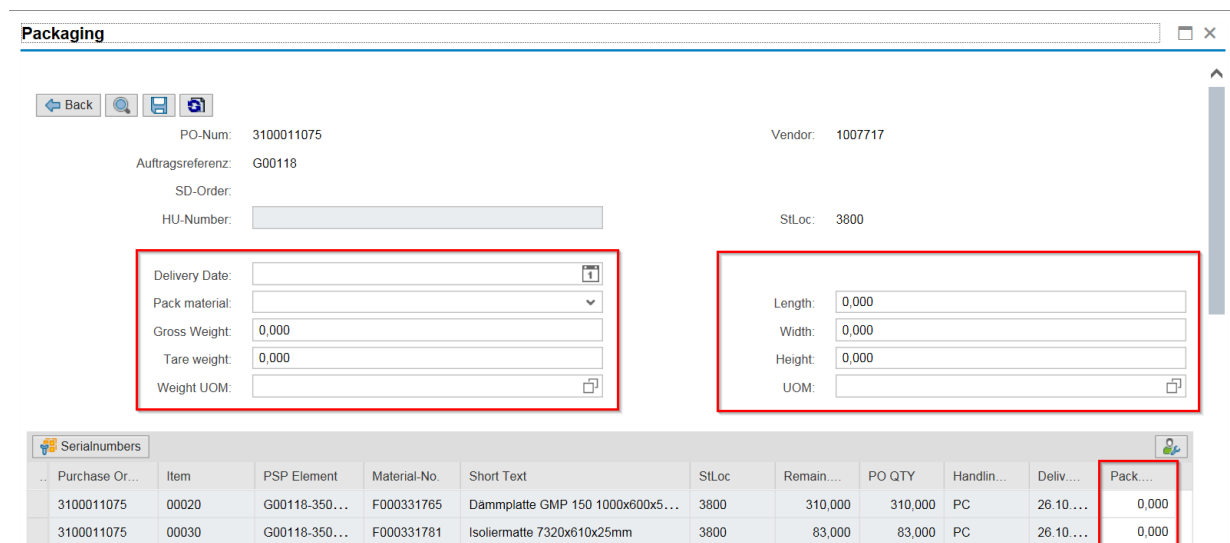 Packaging
Back
PO-Num: 3100011075 Vendor: 1007717
Auftragsreferenz: G00118
SD-Order:
HU-Number: StLoc: 3800
Delivery Date: 1
Pack material: Length: 0,000
Gross Weight: 0,000 Width: 0,000
Tare weight: 0,000 Height: 0,000
Weight UOM: UOM:
Serialnumbers
.. Purchase Or... Item PSP Element Material-No. Short Text StLoc Remain.... PO QTY Handlin... Deliv.... Pack....
3100011075 00020 G00118-350... F000331765 Dämmplatte GMP 150 1000x600x5... 3800 310,000 310,000 PC 26.10.... 0,000
3100011075 00030 G00118-350... F000331781 Isoliermatte 7320x610x25mm 3800 83,000 83,000 PC 26.10.... 0,000